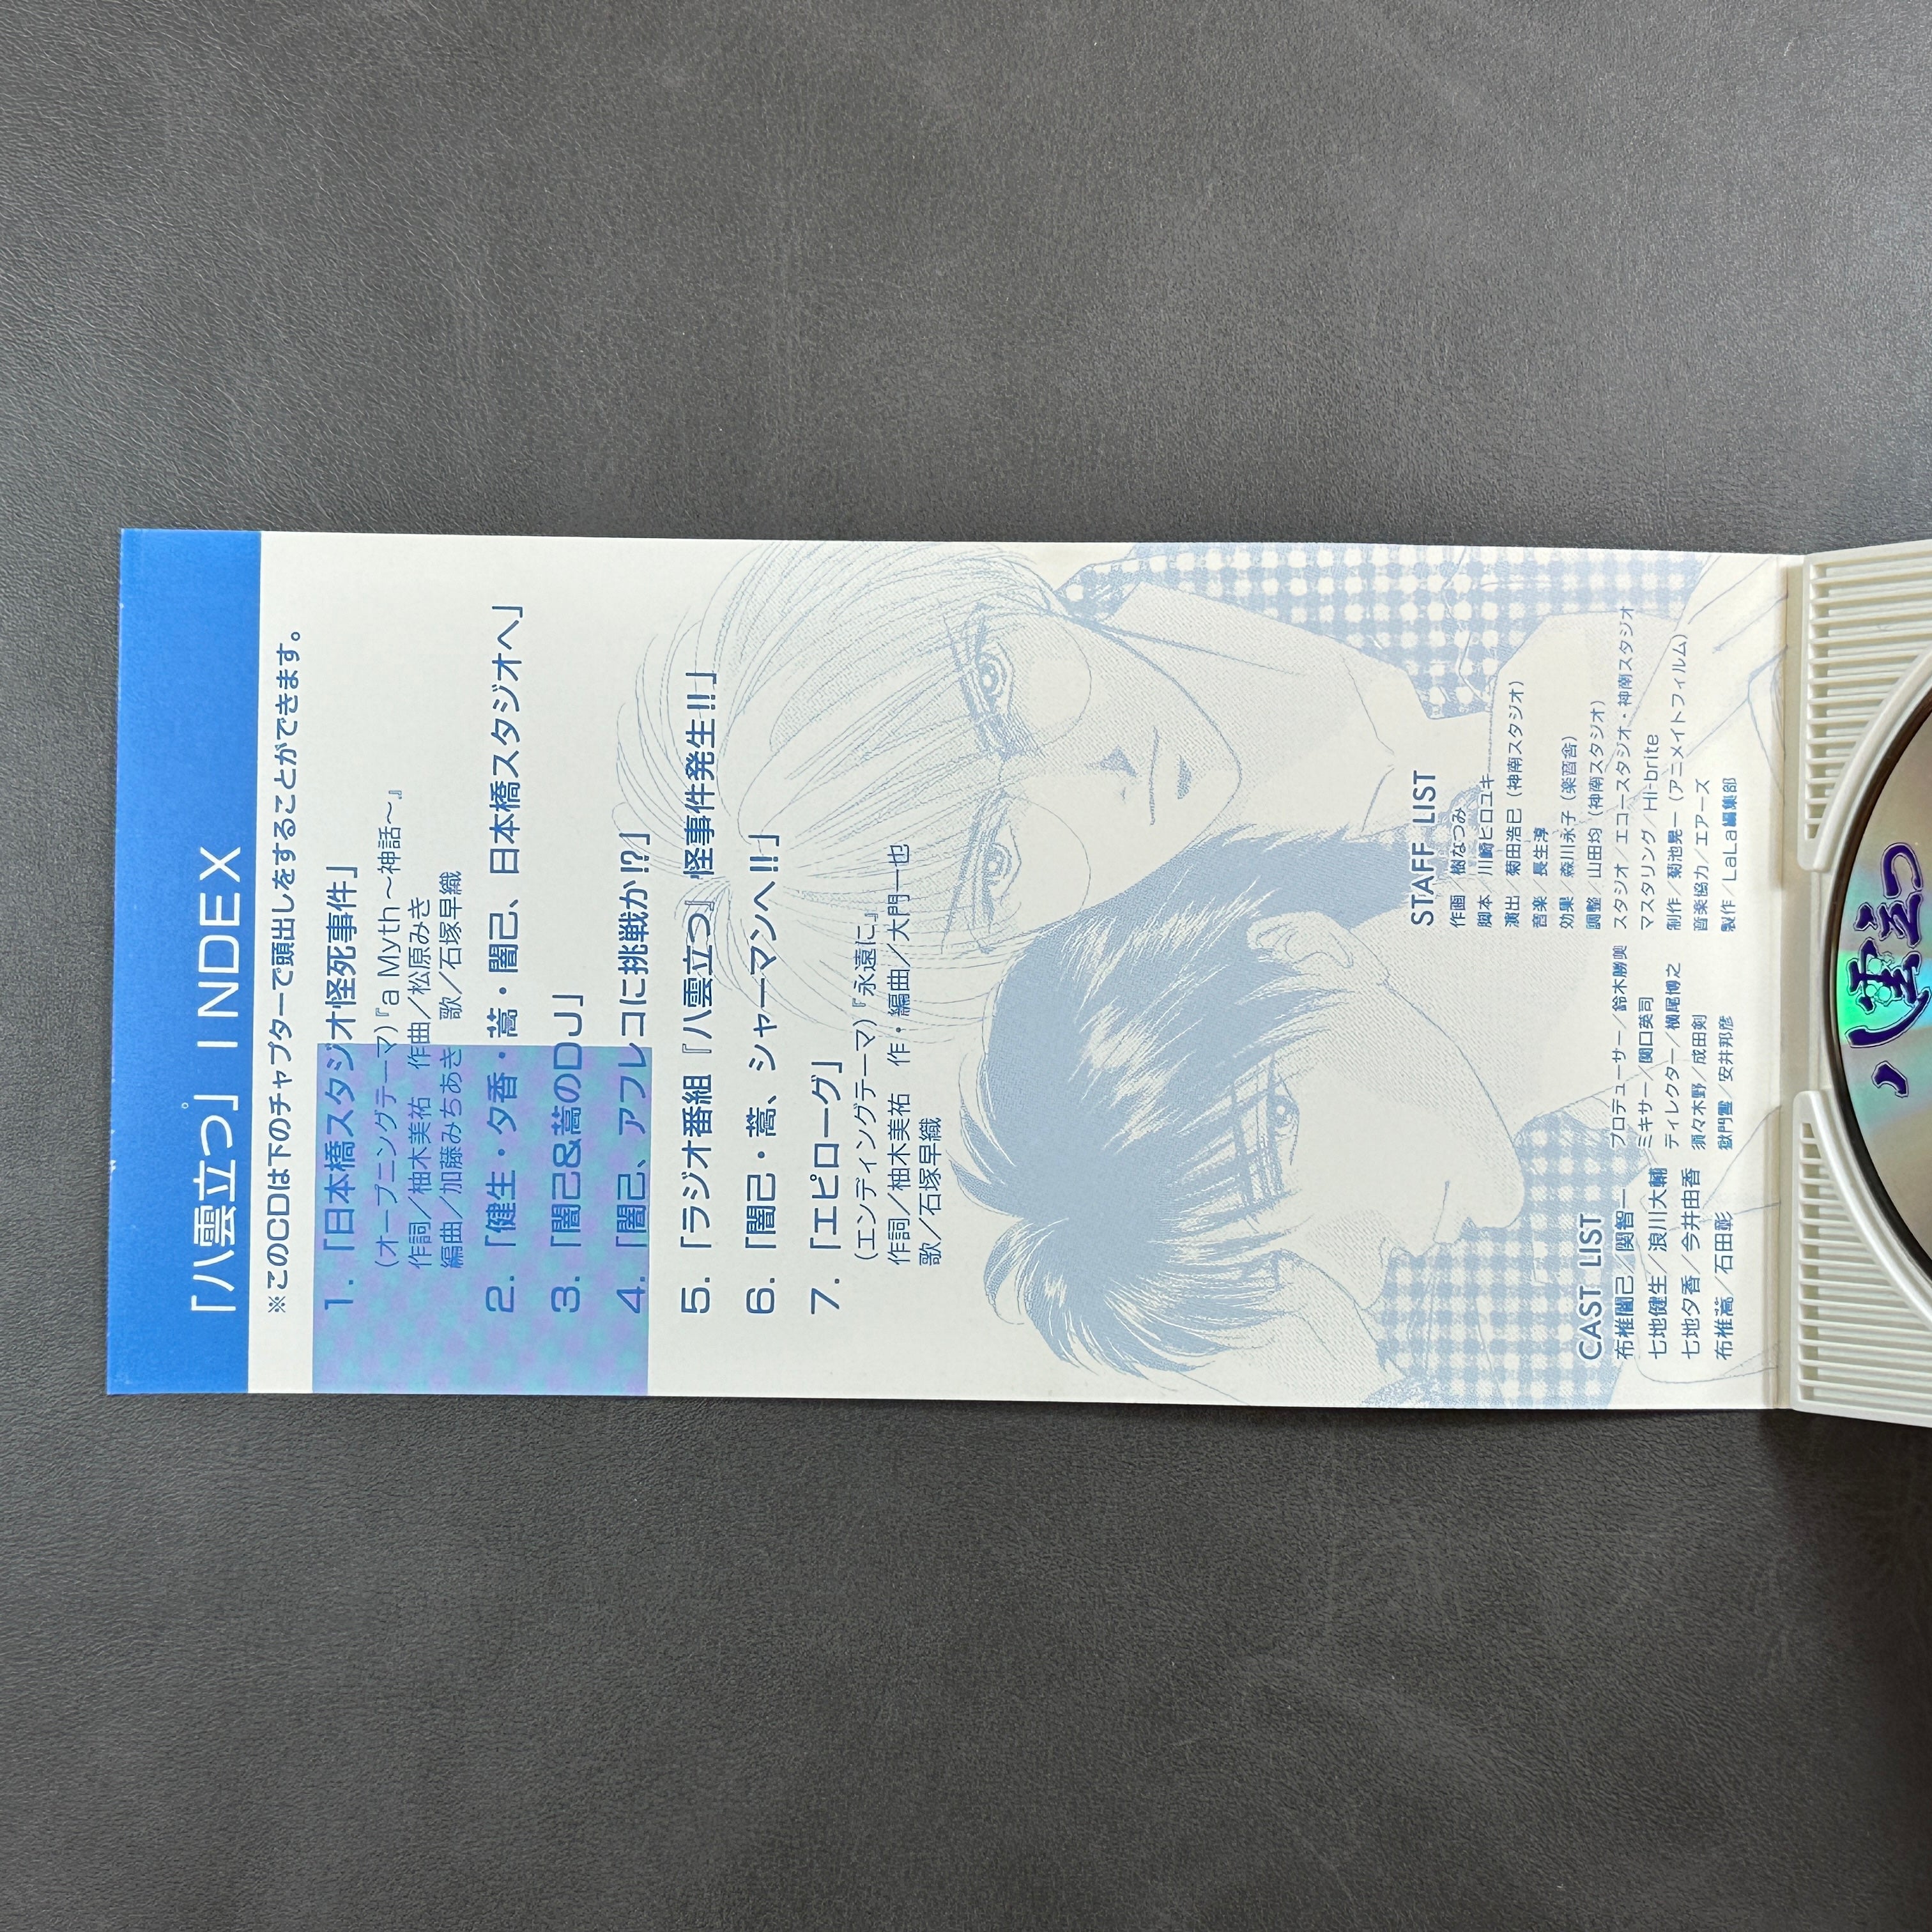 「八雲立つ」INDEX
※このCDは下のチャプターで頭出しをすることができます。
1.「日本橋スタジオ怪死事件」
(オープニングテーマ)『a Myth～神話～』
作詞／柚木美祐 作曲／松原みき
編曲／加藤みちあき 歌／石塚早織
2.「健生・夕香・蒿・闇己、日本橋スタジオへ」
3.「闇己&蒿のDJ」
4.「闇己、アフレコに挑戦か!?」
5.「ラジオ番組『八雲立つ』怪事件発生!!」
6.「闇己・蒿、シャーマンへ!!」
7.「エピローグ」
(エンディングテーマ)『永遠に』
作詞／柚木美祐 作・編曲／大門一也
歌／石塚早織
CAST LIST
布椎闇己／関智一
七地健生／浪川大輔
七地夕香／今井由香
布椎蒿／石田彰
プロデューサー／鈴木勝美
ミキサー／関口英司
ディレクター／横尾博之
須々木野／成田剣
獄門響／安井邦彦
STAFF LIST
作画／樹なつみ
脚本／川崎ヒロユキ
演出／菊田浩巳(神南スタジオ)
音楽／長生淳
効果／森川永子(楽音舎)
調整／山田均(神南スタジオ)
スタジオ／エコースタジオ・神南スタジオ
マスタリング／Hi-brite
制作／菊池晃一(アニメイトフィルム)
音楽協力／エアーズ
製作／LaLa編集部
八雲立つ